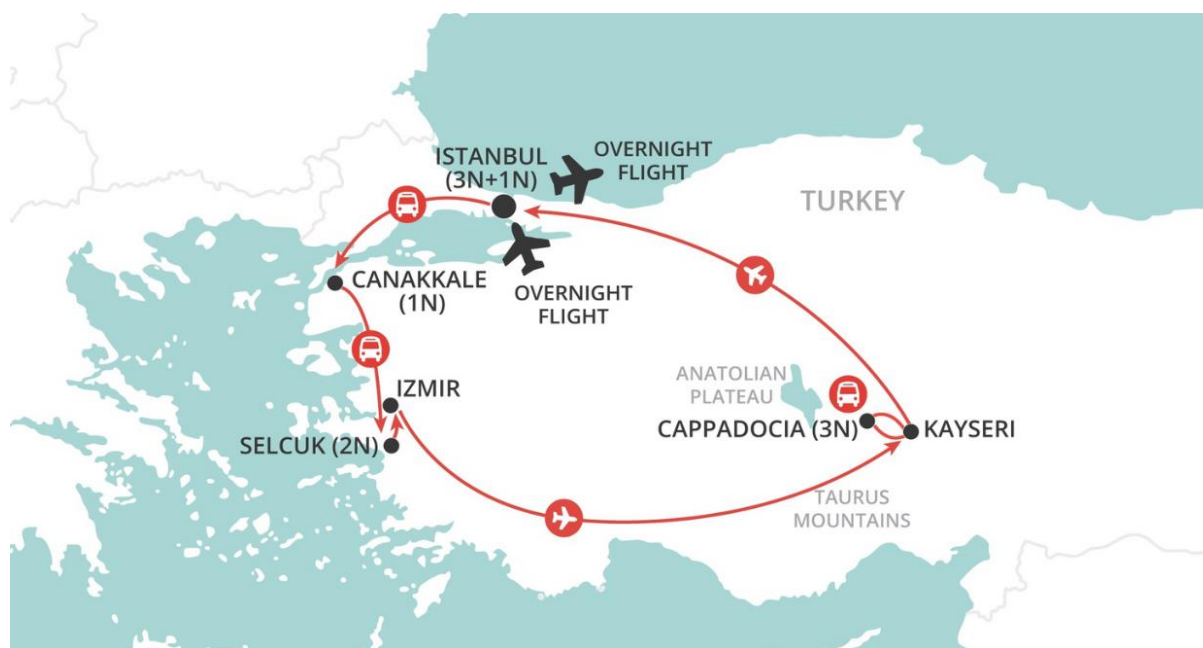 OVERNIGHT
FLIGHT
ISTANBUL
(3N+1N)
TURKEY
CANAKKALE
(1N)
OVERNIGHT
FLIGHT
ANATOLIAN
PLATEAU
IZMIR
CAPPADOCIA (3N)
KAYSERI
SELCUK (2N)
TAURUS
MOUNTAINS